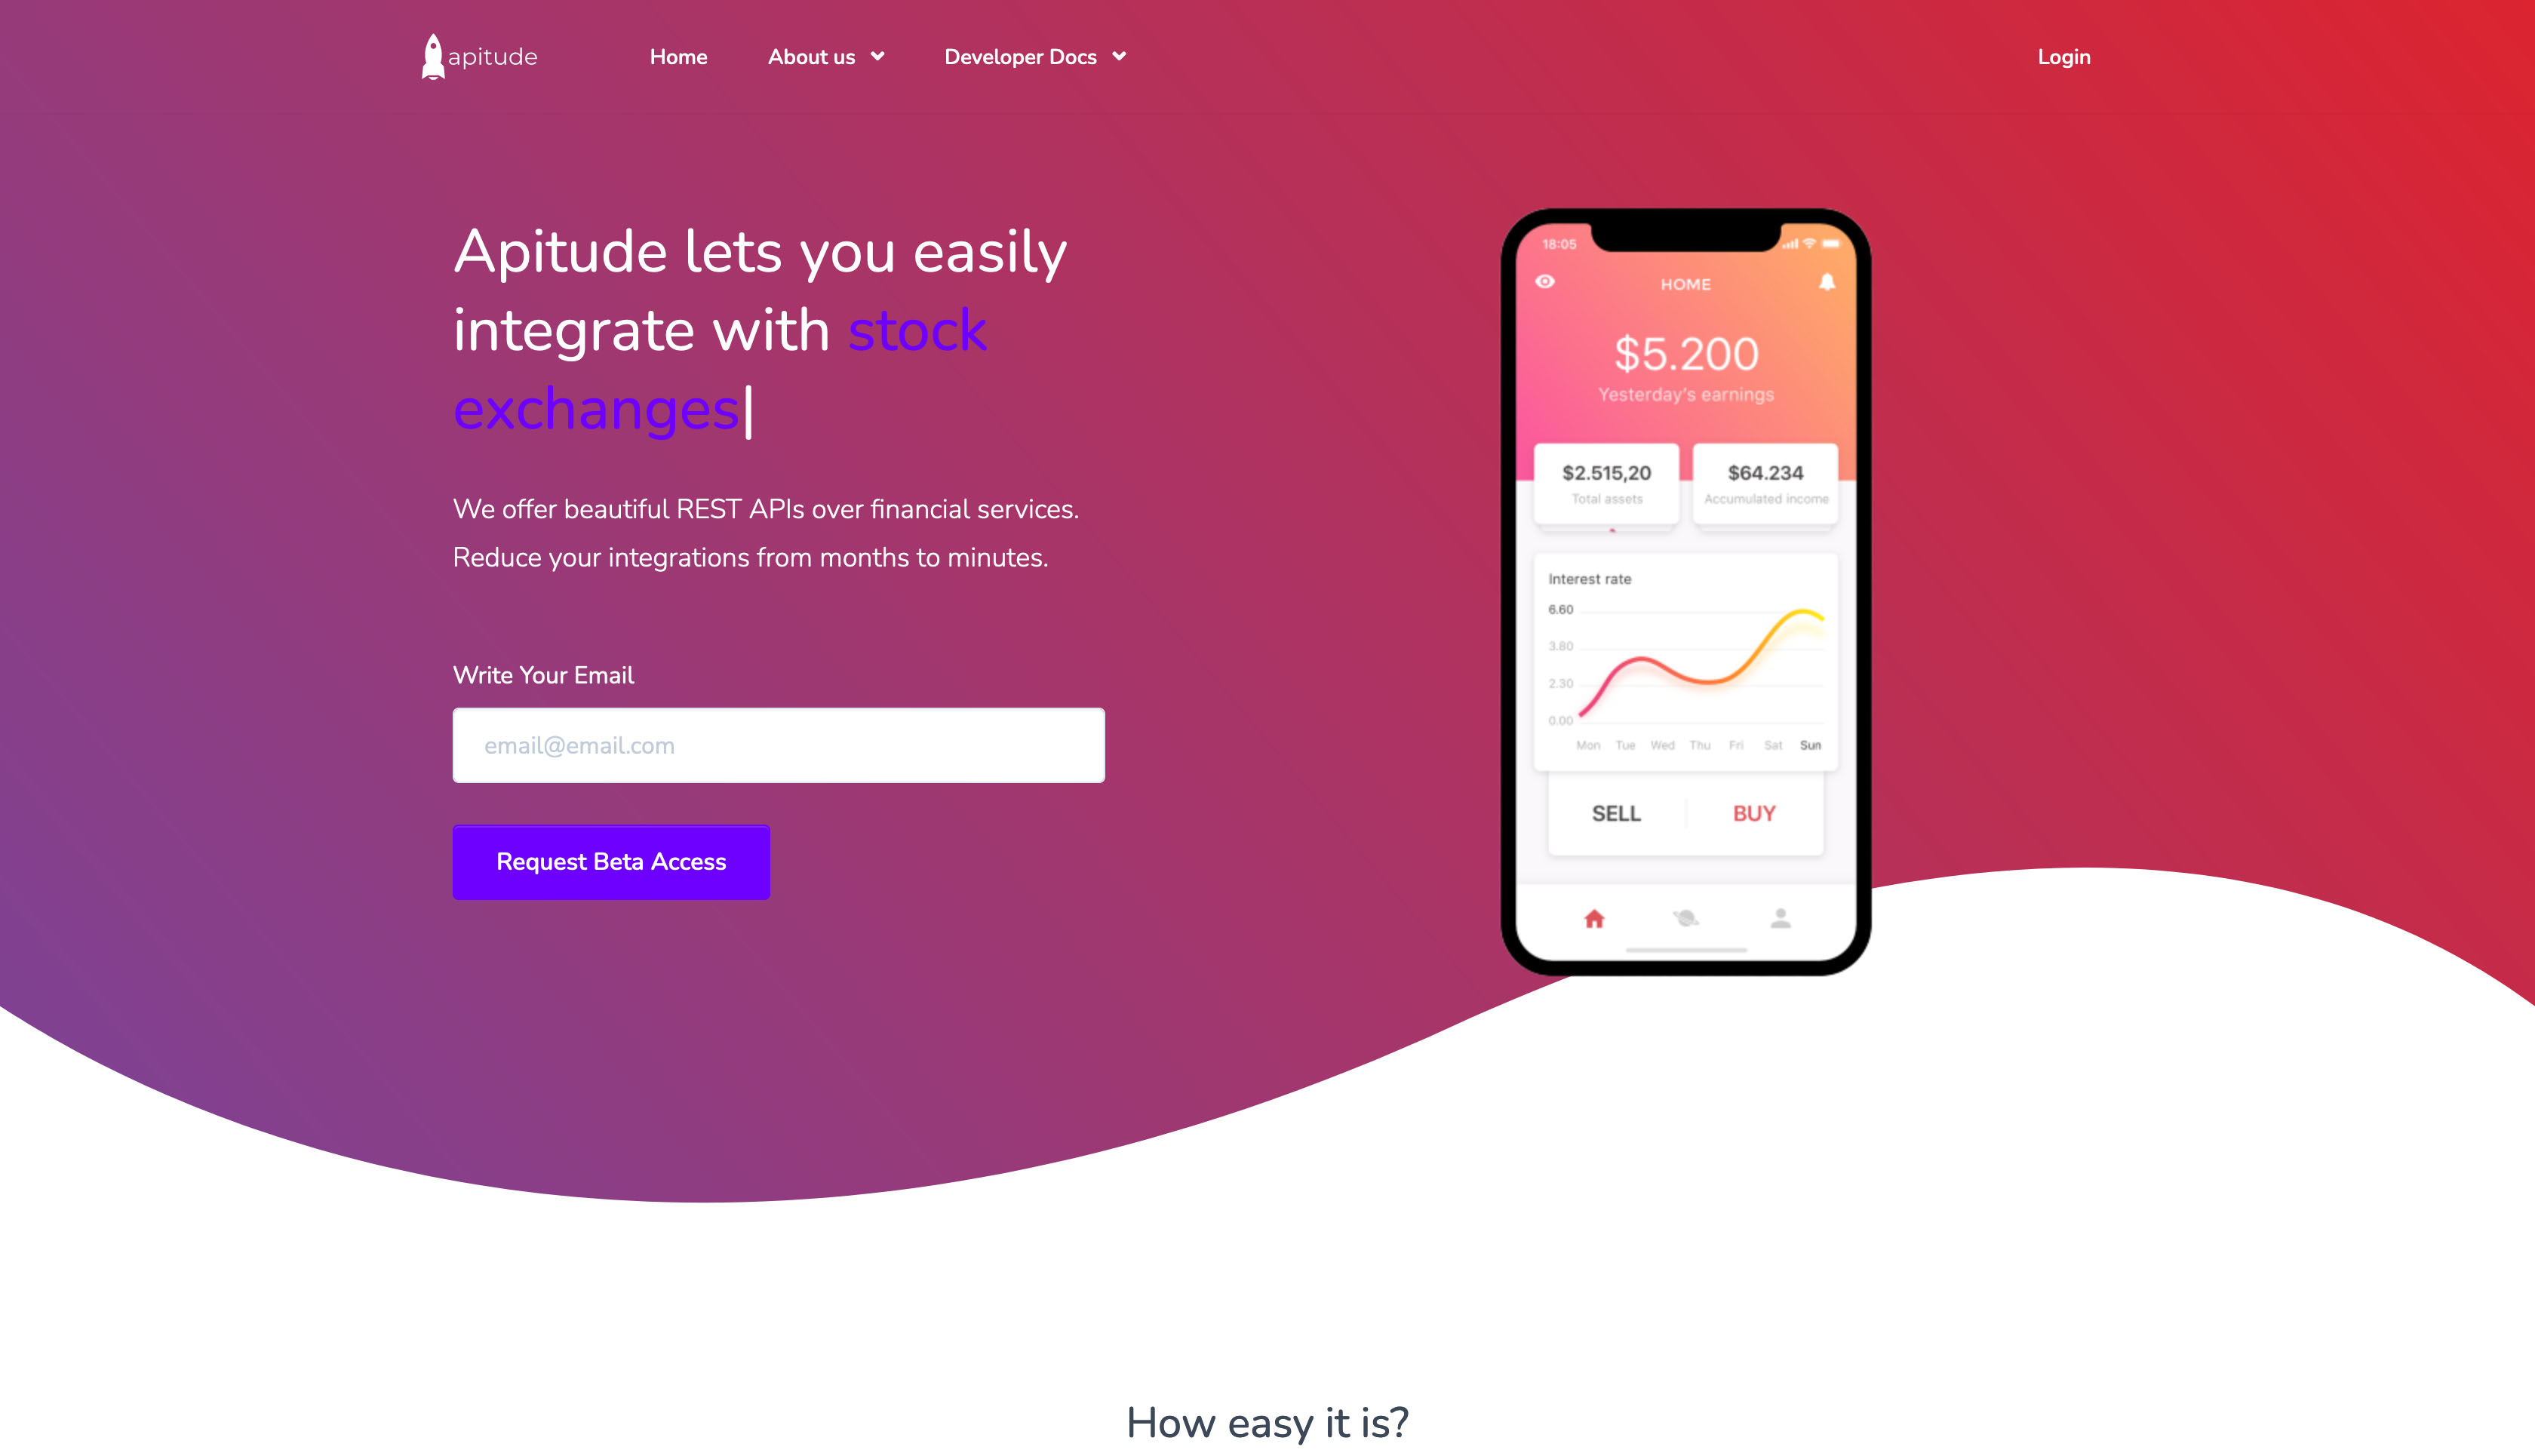 apitude
Home
About us
Developer Docs
Login
Apitude lets you easily
integrate with stock
exchanges|
We offer beautiful REST APIs over financial services.
Reduce your integrations from months to minutes.
Write Your Email
email@email.com
Request Beta Access
18:05
HOME
$5.200
Yesterday's earnings
$2.515,20
Total assets
$64.234
Accumulated income
Interest rate
6.60
3.80
2.30
0.00
Mon Tue Wed Thu Fri Sat Sun
SELL
BUY
How easy it is?